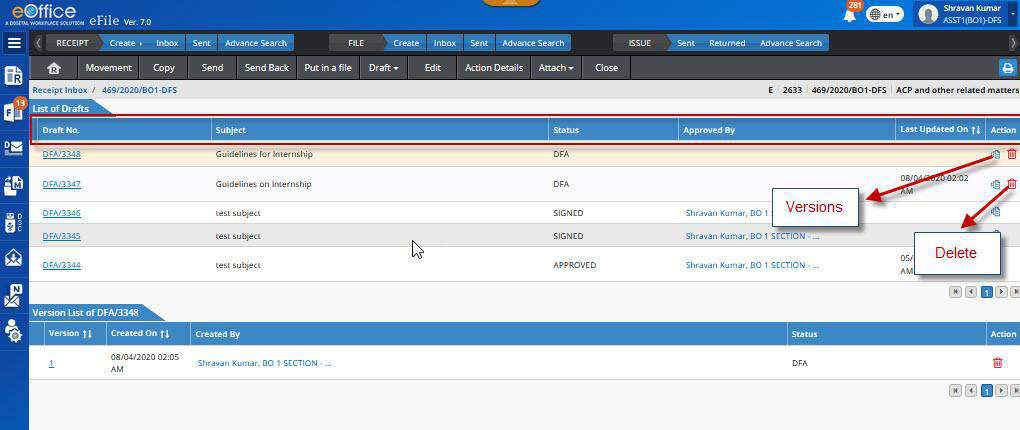 eOffice
A DIGITAL WORKPLACE SOLUTION
eFile Ver. 7.0
281
en
Shravan Kumar
ASST1(BO1)-DFS
RECEIPT Create Inbox Sent Advance Search FILE Create Inbox Sent Advance Search ISSUE Sent Returned Advance Search
Movement Copy Send Send Back Put in a file Draft Edit Action Details Attach Close
Receipt Inbox / 469/2020/BO1-DFS E 2633 469/2020/BO1-DFS ACP and other related matters
13
List of Drafts
Draft No. Subject Status Approved By Last Updated On Action
DFA/3348 Guidelines for Internship DFA
DFA/3347 Guidelines on Internship DFA 08/04/2020 02:02
AM
Versions
DFA/3346 test subject SIGNED Shravan Kumar, BO 1
DFA/3345 test subject SIGNED Shravan Kumar, BO 1 SECTION - ...
Delete
DFA/3344 test subject APPROVED Shravan Kumar, BO 1 SECTION - ... 05/
AM
1
Version List of DFA/3348
Version Created On Created By Status Action
1 08/04/2020 02:05
AM Shravan Kumar, BO 1 SECTION - ... DFA
1